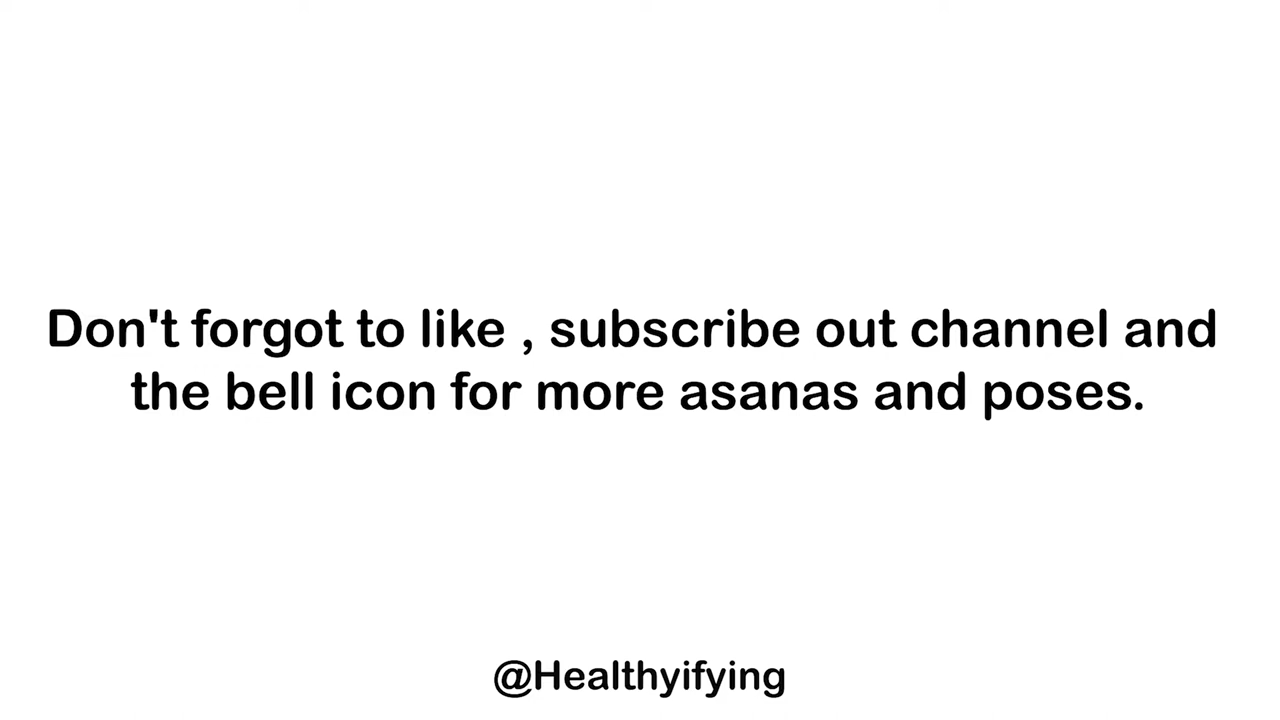 Don't forgot to like , subscribe out channel and
the bell icon for more asanas and poses.
@Healthyifying